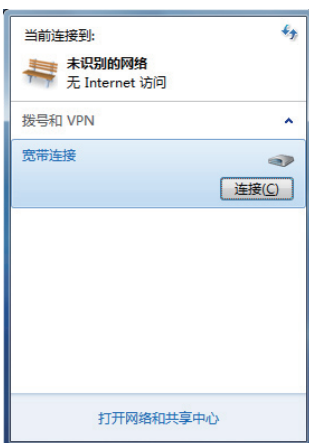 当前连接到:
未识别的网络
无 Internet 访问
拨号和 VPN
宽带连接
连接(C)
打开网络和共享中心